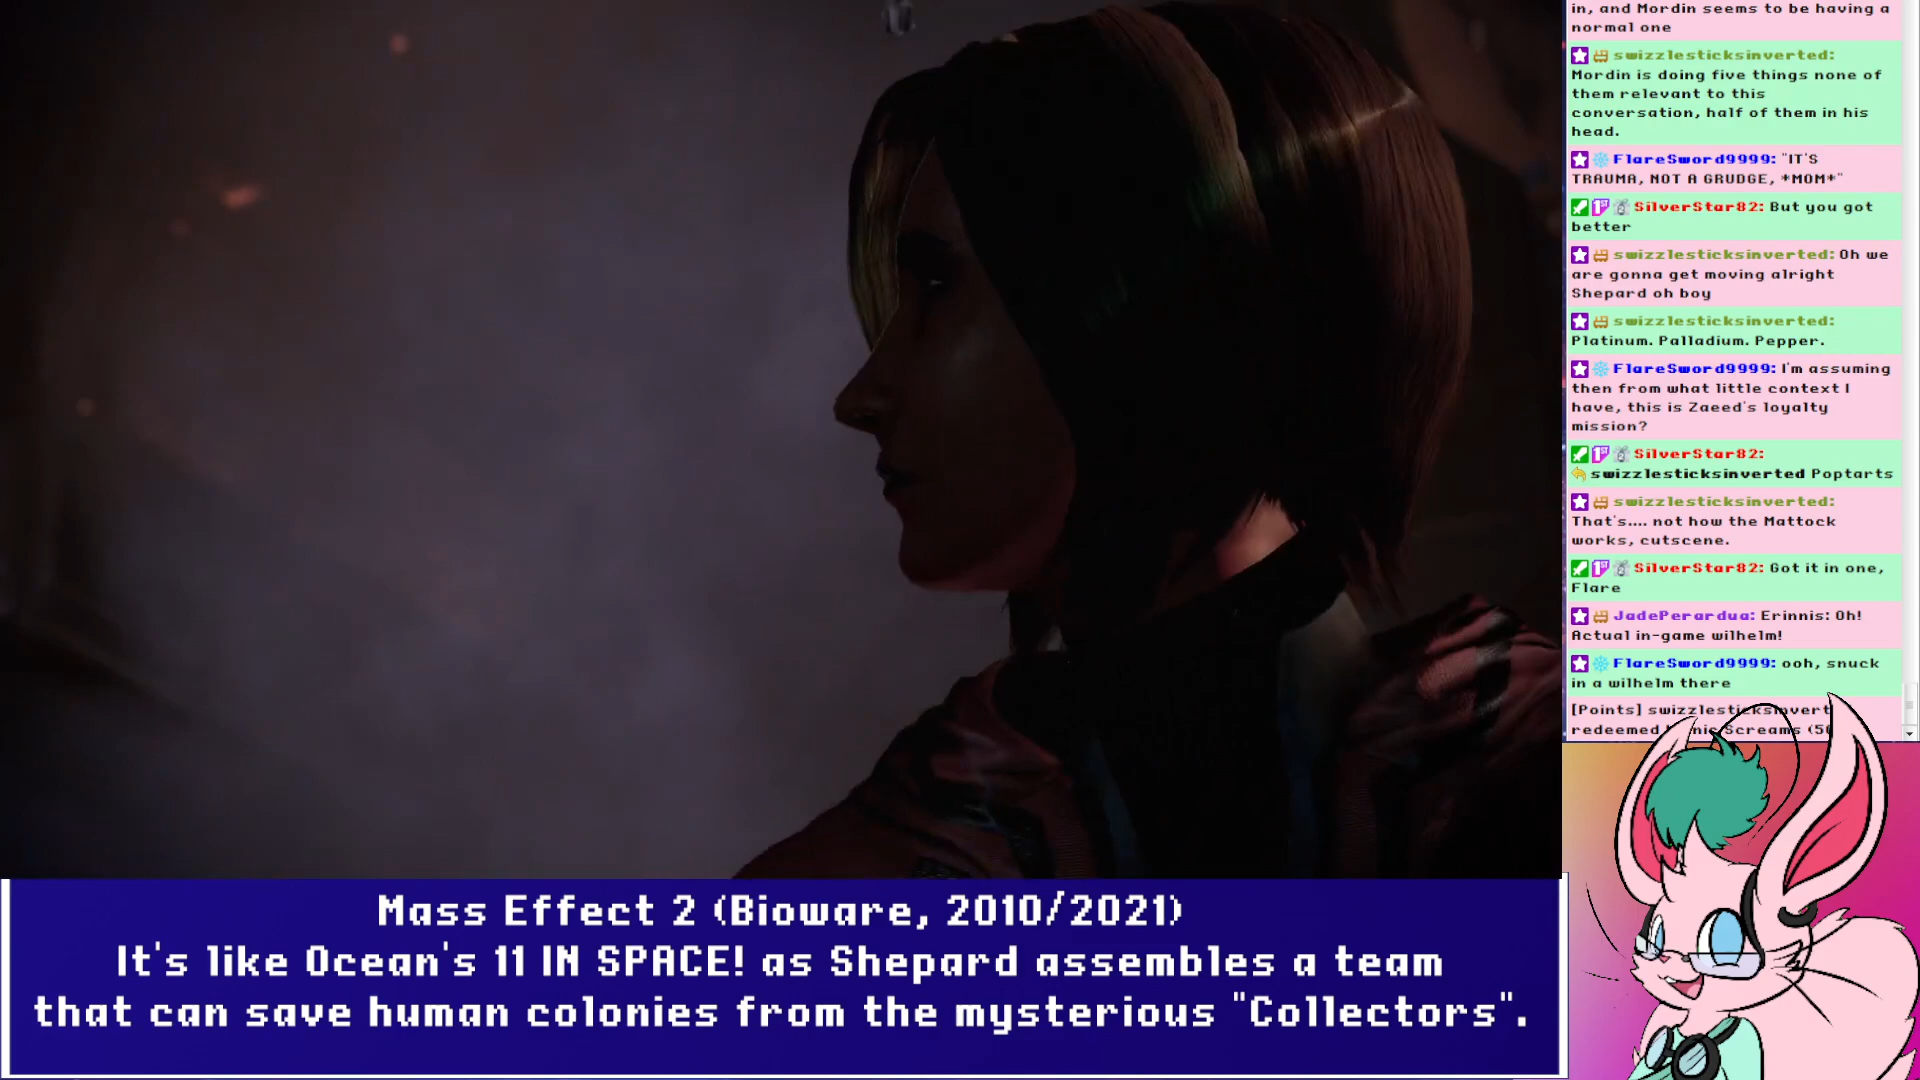 in, and Mordin seems to be having a
normal one
swizzlesticksinverted:
Mordin is doing five things none of
them relevant to this
conversation, half of them in his
head.
FlareSword9999: "IT'S
TRAUMA, NOT A GRUDGE, *MOM*"
1ST SilverStar82: But you got
better
swizzlesticksinverted: Oh we
are gonna get moving alright
Shepard oh boy
swizzlesticksinverted:
Platinum. Palladium. Pepper.
FlareSword9999: I'm assuming
then from what little context I
have, this is Zaeed's loyalty
mission?
1ST SilverStar82:
swizzlesticksinverted Poptarts
swizzlesticksinverted:
That's.... not how the Mattock
works, cutscene.
1ST SilverStar82: Got it in one,
Flare
JadePerardua: Erinnis: Oh!
Actual in-game wilhelm!
FlareSword9999: ooh, snuck
in a wilhelm there
[Points] swizzlesticksinvert
redeemed Screams
Mass Effect 2 (Bioware, 2010/2021)
It's like Ocean's 11 IN SPACE! as Shepard assembles a team
that can save human colonies from the mysterious "Collectors".